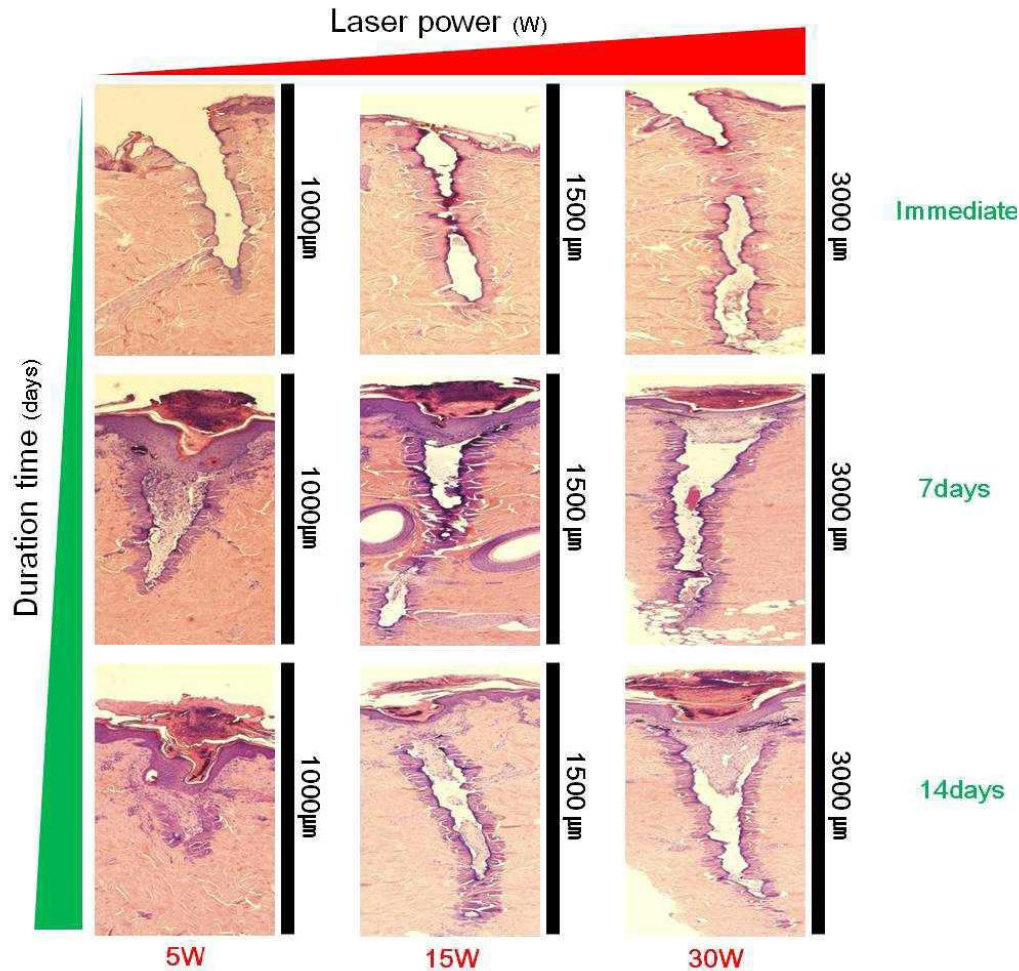 Laser power (W)
Duration time (days)
1000µm
1500 µm
3000 µm
Immediate
1000µm
1500 µm
3000 µm
7days
1000µm
1500 µm
3000 µm
14days
5W
15W
30W